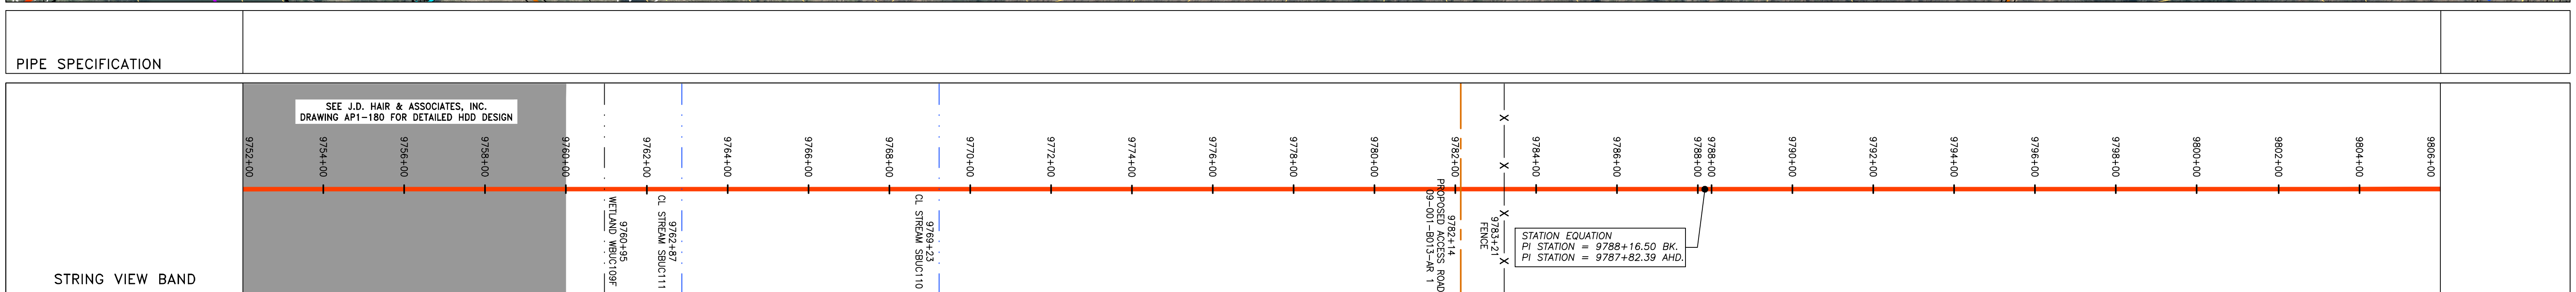 PIPE SPECIFICATION
SEE J.D. HAIR & ASSOCIATES, INC.
DRAWING AP1-180 FOR DETAILED HDD DESIGN
9752+00
9754+00
9756+00
9758+00
9760+00
9762+00
9764+00
9766+00
9768+00
9770+00
9772+00
9774+00
9776+00
9778+00
9780+00
9782+00
9784+00
9786+00
9788+00
9788+00
9790+00
9792+00
9794+00
9796+00
9798+00
9800+00
9802+00
9804+00
9806+00
9760+95
WETLAND WBUC109F
9762+87
CL STREAM SBUC111
9769+23
CL STREAM SBUC110
9782+14
PROPOSED ACCESS ROAD
09-001-B013-AR 1
9783+21
FENCE
STATION EQUATION
PI STATION = 9788+16.50 BK.
PI STATION = 9787+82.39 AHD.
STRING VIEW BAND